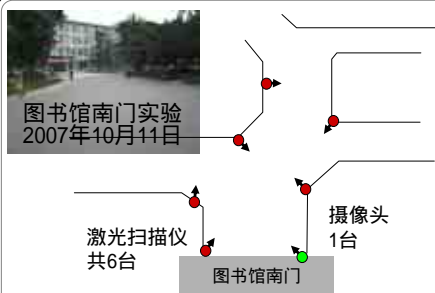 图书馆南门实验
2007年10月11日
摄像头
1台
激光扫描仪
共6台
图书馆南门